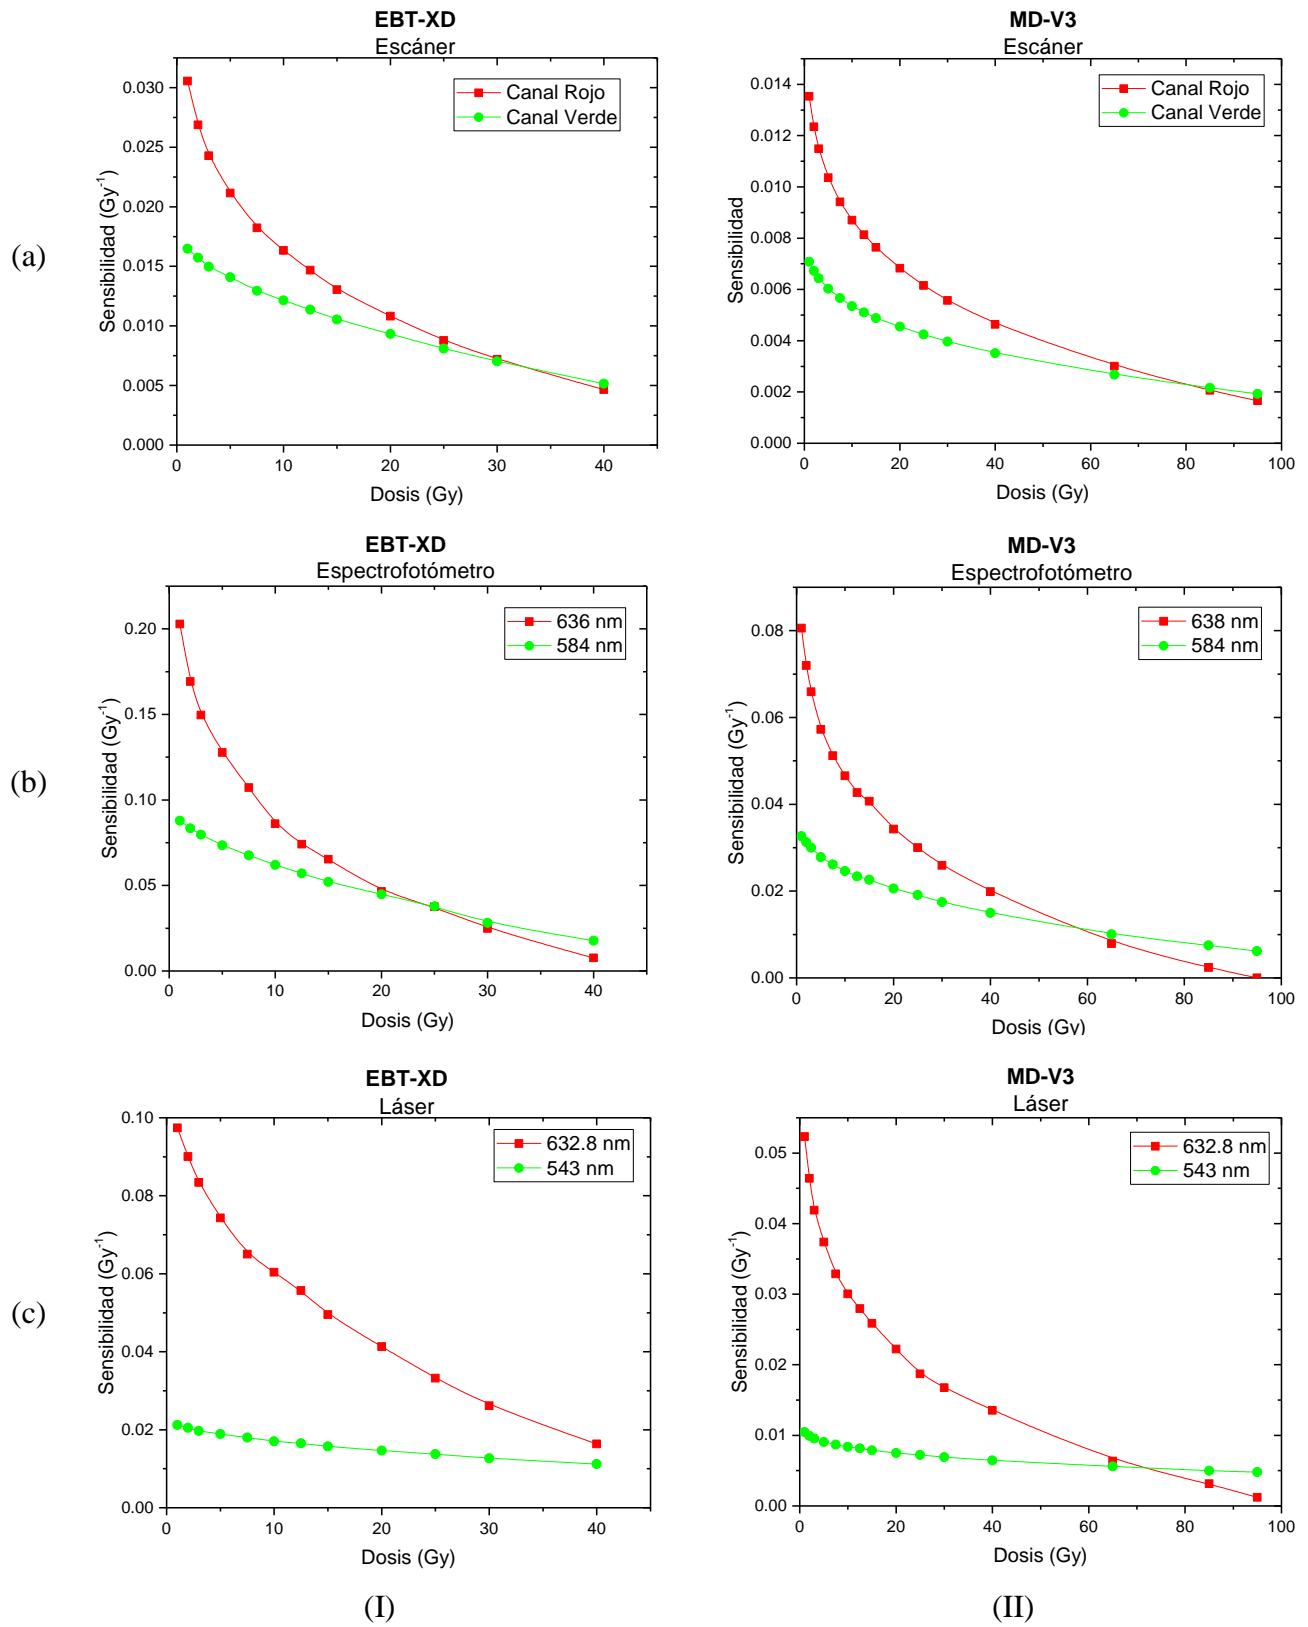 EBT-XD
Escáner
Canal Rojo
Canal Verde
Sensibilidad (Gy⁻¹)
0.030
0.025
0.020
0.015
0.010
0.005
0.000
0 10 20 30 40
Dosis (Gy)
MD-V3
Escáner
Canal Rojo
Canal Verde
Sensibilidad
0.014
0.012
0.010
0.008
0.006
0.004
0.002
0.000
0 20 40 60 80 100
Dosis (Gy)
(a)
EBT-XD
Espectrofotómetro
636 nm
584 nm
Sensibilidad (Gy⁻¹)
0.20
0.15
0.10
0.05
0.00
0 10 20 30 40
Dosis (Gy)
MD-V3
Espectrofotómetro
638 nm
584 nm
Sensibilidad (Gy⁻¹)
0.08
0.06
0.04
0.02
0.00
0 20 40 60 80 100
Dosis (Gy)
(b)
EBT-XD
Láser
632.8 nm
543 nm
Sensibilidad (Gy⁻¹)
0.10
0.08
0.06
0.04
0.02
0.00
0 10 20 30 40
Dosis (Gy)
MD-V3
Láser
632.8 nm
543 nm
Sensibilidad (Gy⁻¹)
0.05
0.04
0.03
0.02
0.01
0.00
0 20 40 60 80 100
Dosis (Gy)
(c)
(I)
(II)